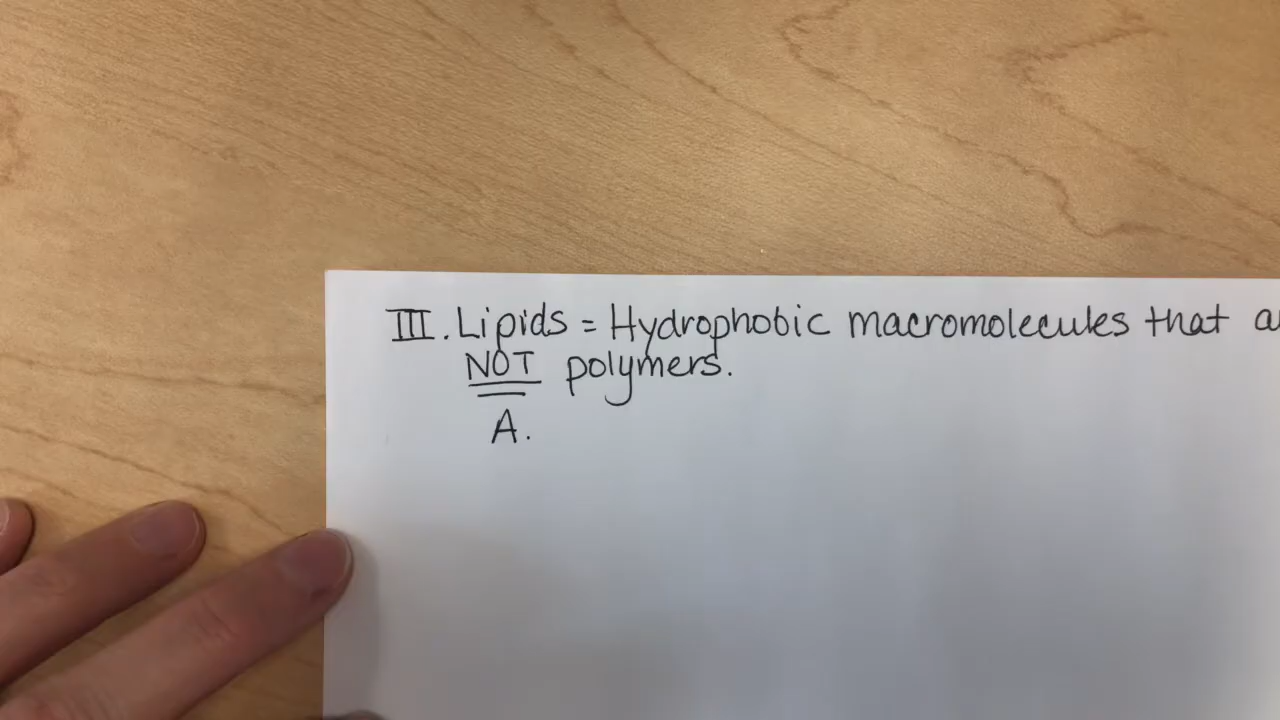 III. Lipids = Hydrophobic macromolecules that
NOT polymers.
A.